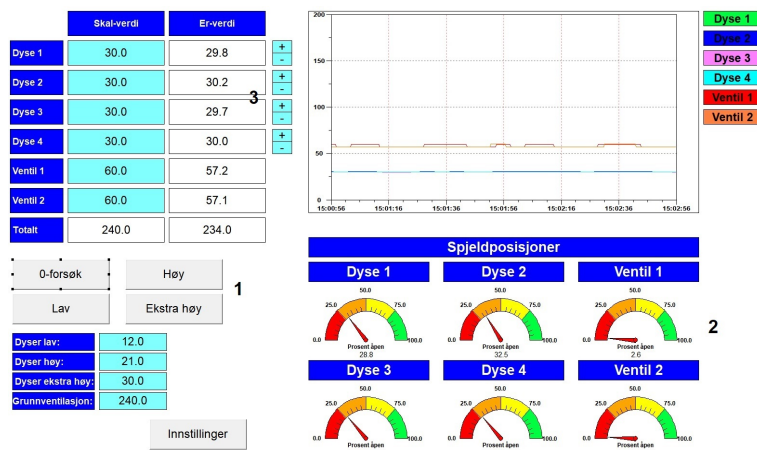 Skal-verdi Er-verdi
Dyse 1 30.0 29.8 + -
Dyse 2 30.0 30.2 + -
3
Dyse 3 30.0 29.7 + -
Dyse 4 30.0 30.0 + -
Ventil 1 60.0 57.2
Ventil 2 60.0 57.1
Totalt 240.0 234.0
0-forsøk Høy
1
Lav Ekstra høy
Dyser lav: 12.0
Dyser høy: 21.0
Dyser ekstra høy: 30.0
Grunnventilasjon: 240.0
Innstillinger
200
150
100
50
0
15:00:56 15:01:16 15:01:36 15:01:56 15:02:16 15:02:36 15:02:56
Dyse 1
Dyse 2
Dyse 3
Dyse 4
Ventil 1
Ventil 2
Spjeldposisjoner
Dyse 1 Dyse 2 Ventil 1
50.0 50.0 50.0
25.0 75.0 25.0 75.0 25.0 75.0
0.0 100.0 0.0 100.0 0.0 100.0
Prosent åpen Prosent åpen Prosent åpen
28.8 32.5 2.6
2
Dyse 3 Dyse 4 Ventil 2
50.0 50.0 50.0
25.0 75.0 25.0 75.0 25.0 75.0
0.0 100.0 0.0 100.0 0.0 100.0
Prosent åpen Prosent åpen Prosent åpen